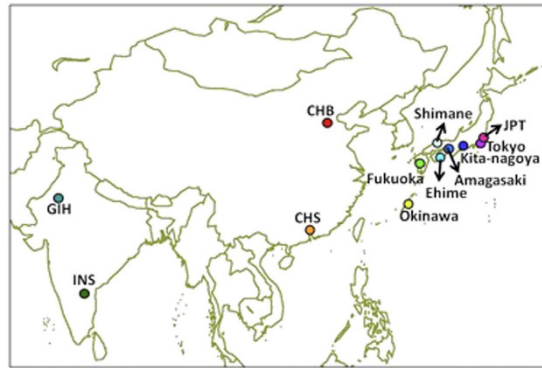 CHB
Shimane
JPT
Tokyo
Kita-nagoya
Fukuoka
Amagasaki
Ehime
GIH
Okinawa
CHS
INS